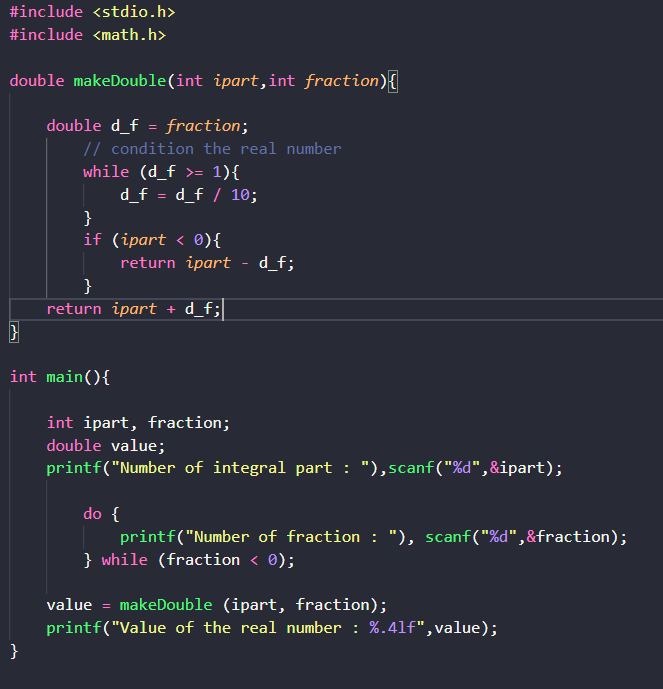 #include <stdio.h>
#include <math.h>
double makeDouble(int ipart,int fraction){
double d_f = fraction;
// condition the real number
while (d_f >= 1){
d_f = d_f / 10;
}
if (ipart < 0){
return ipart - d_f;
}
return ipart + d_f;
}
int main(){
int ipart, fraction;
double value;
printf("Number of integral part : "),scanf("%d",&ipart);
do {
printf("Number of fraction : "), scanf("%d",&fraction);
} while (fraction < 0);
value = makeDouble (ipart, fraction);
printf("Value of the real number : %.4lf",value);
}